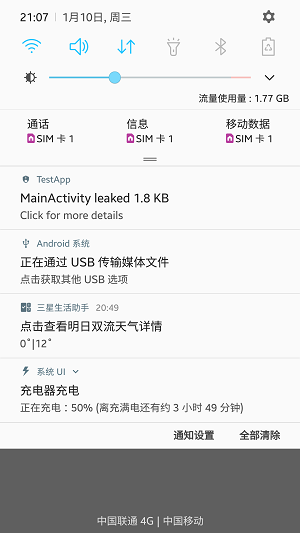 21:07 | 1月10日, 周三
流量使用量 : 1.77 GB
通话 信息 移动数据
SIM 卡 1 SIM 卡 1 SIM 卡 1
TestApp
MainActivity leaked 1.8 KB
Click for more details
Android 系统
正在通过 USB 传输媒体文件
点击获取其他 USB 选项
三星生活助手 20:49
点击查看明日双流天气详情
0°|12°
系统 UI
充电器充电
正在充电：50% (离充满电还有约 3 小时 49 分钟)
通知设置 全部清除
中国联通 4G | 中国移动